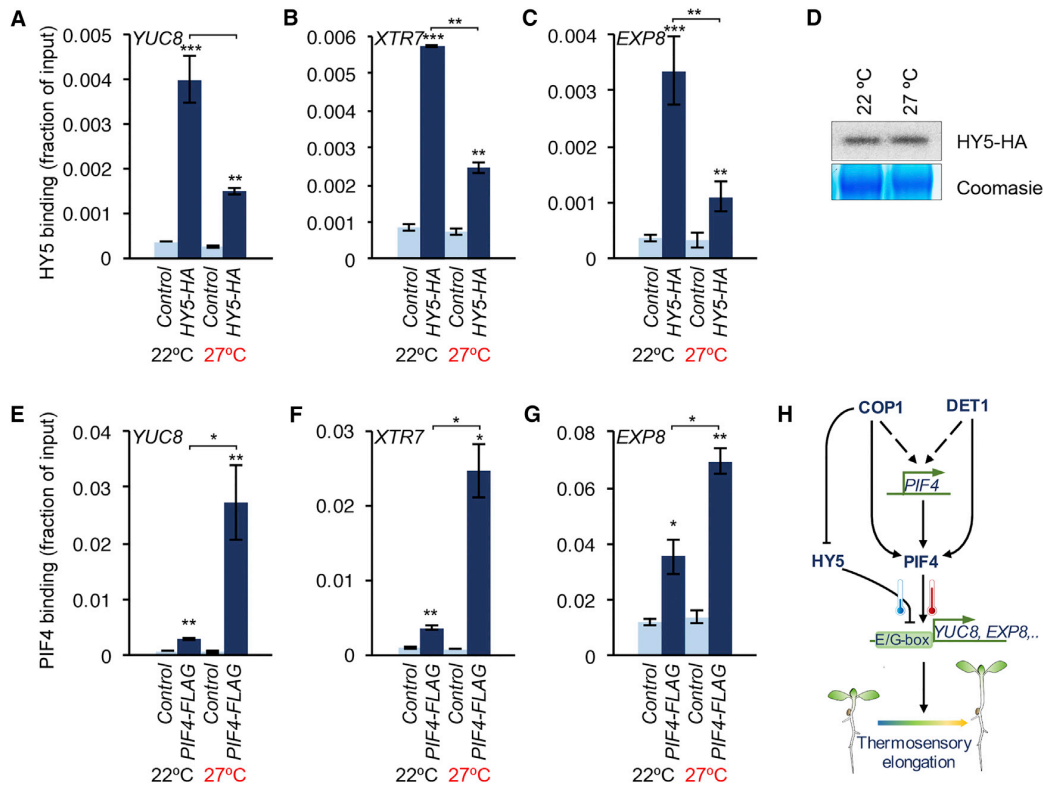 A
YUC8
***
**
0.005
0.004
0.003
0.002
0.001
0
HY5 binding (fraction of input)
Control
HY5-HA
Control
HY5-HA
22ºC
27ºC
B
XTR7
**
***
**
0.006
0.005
0.004
0.003
0.002
0.001
0
Control
HY5-HA
Control
HY5-HA
22ºC
27ºC
C
EXP8
**
***
**
0.004
0.003
0.002
0.001
0
Control
HY5-HA
Control
HY5-HA
22ºC
27ºC
D
22 ºC
27 ºC
HY5-HA
Coomasie
E
YUC8
*
**
**
0.04
0.03
0.02
0.01
0
PIF4 binding (fraction of input)
Control
PIF4-FLAG
Control
PIF4-FLAG
22ºC
27ºC
F
XTR7
*
*
**
0.03
0.02
0.01
0
Control
PIF4-FLAG
Control
PIF4-FLAG
22ºC
27ºC
G
EXP8
*
**
*
0.08
0.06
0.04
0.02
0
Control
PIF4-FLAG
Control
PIF4-FLAG
22ºC
27ºC
H
COP1
DET1
PIF4
HY5
PIF4
E/G-box
YUC8, EXP8,..
Thermosensory
elongation